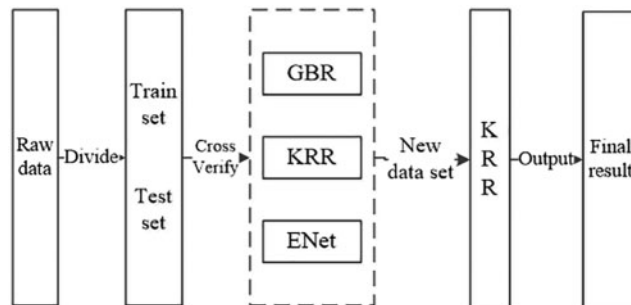 Raw
data
Divide
Train
set
Test
set
Cross
Verify
GBR
KRR
ENet
New
data set
K
R
R
Output
Final
result